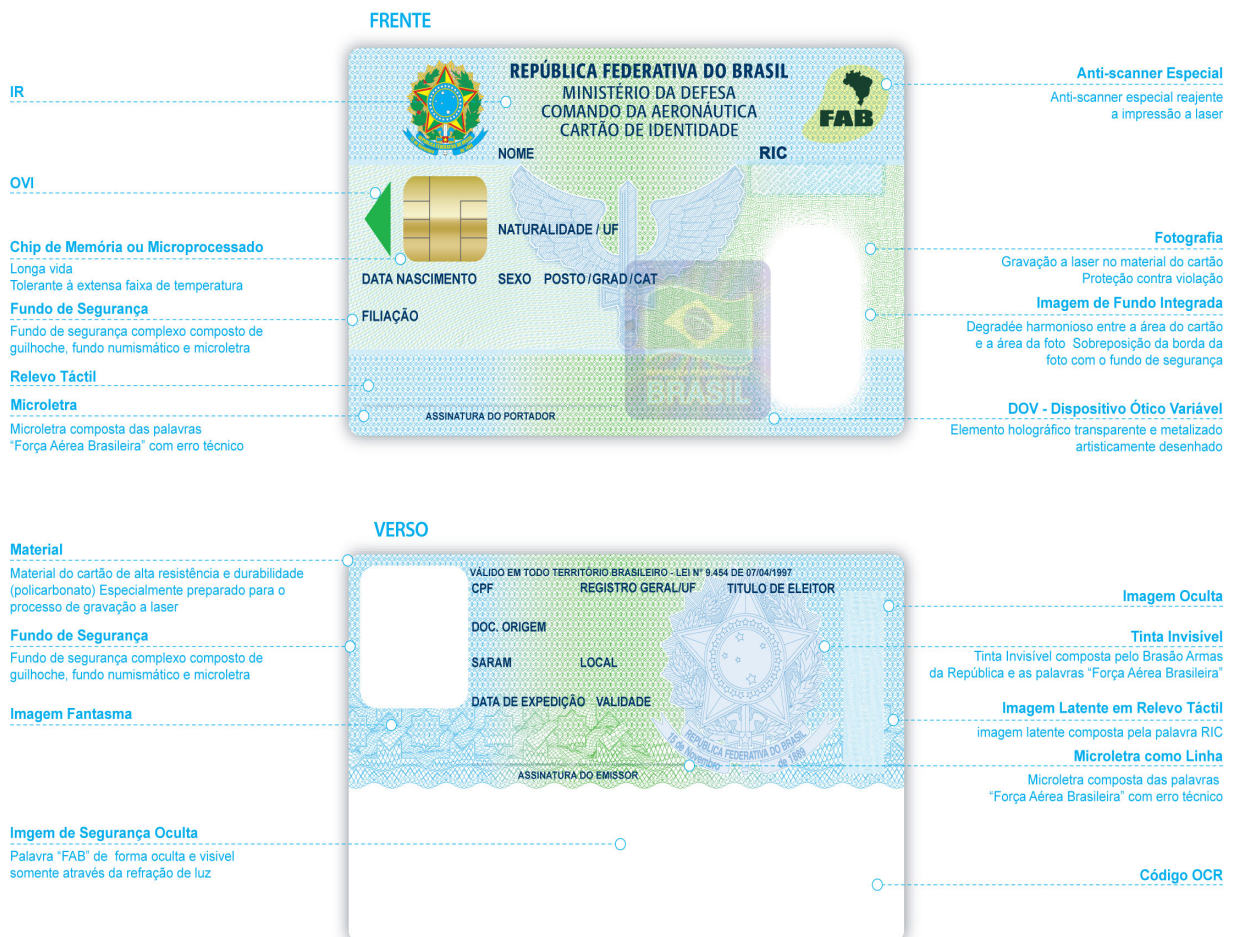 FRENTE
IR
OVI
Chip de Memória ou Microprocessado
Longa vida
Tolerante á extensa faixa de temperatura
Fundo de Segurança
Fundo de segurança complexo composto de
guilhoche, fundo numismático e microletra
Relevo Táctil
Microletra
Microletra composta das palavras
“Força Aérea Brasileira” com erro técnico
REPÚBLICA FEDERATIVA DO BRASIL
MINISTÉRIO DA DEFESA
COMANDO DA AERONÁUTICA
CARTÃO DE IDENTIDADE
FAB
NOME
RIC
NATURALIDADE / UF
DATA NASCIMENTO SEXO POSTO/GRAD/CAT
FILIAÇÃO
BRASIL
ASSINATURA DO PORTADOR
Anti-scanner Especial
Anti-scanner especial reajente
a impressão a laser
Fotografia
Gravação a laser no material do cartão
Proteção contra violação
Imagem de Fundo Integrada
Degradée harmonioso entre a área do cartão
e a área da foto Sobreposição da borda da
foto com o fundo de segurança
DOV - Dispositivo Ótico Variável
Elemento holográfico transparente e metalizado
artisticamente desenhado
VERSO
Material
Material do cartão de alta resistência e durabilidade
(policarbonato) Especialmente preparado para o
processo de gravação a laser
Fundo de Segurança
Fundo de segurança complexo composto de
guilhoche, fundo numismático e microletra
Imagem Fantasma
Imgem de Segurança Oculta
Palavra “FAB” de forma oculta e visivel
somente através da refração de luz
VÁLIDO EM TODO TERRITÓRIO BRASILEIRO - LEI N° 9.454 DE 07/04/1997
CPF REGISTRO GERAL/UF TITULO DE ELEITOR
DOC. ORIGEM
SARAM LOCAL
DATA DE EXPEDIÇÃO VALIDADE
REPÚBLICA FEDERATIVA DO BRASIL
15 de Novembro de 1889
ASSINATURA DO EMISSOR
Imagem Oculta
Tinta Invisível
Tinta Invisível composta pelo Brasão Armas
da República e as palavras “Força Aérea Brasileira”
Imagem Latente em Relevo Táctil
imagem latente composta pela palavra RIC
Microletra como Linha
Microletra composta das palavras
“Força Aérea Brasileira” com erro técnico
Código OCR